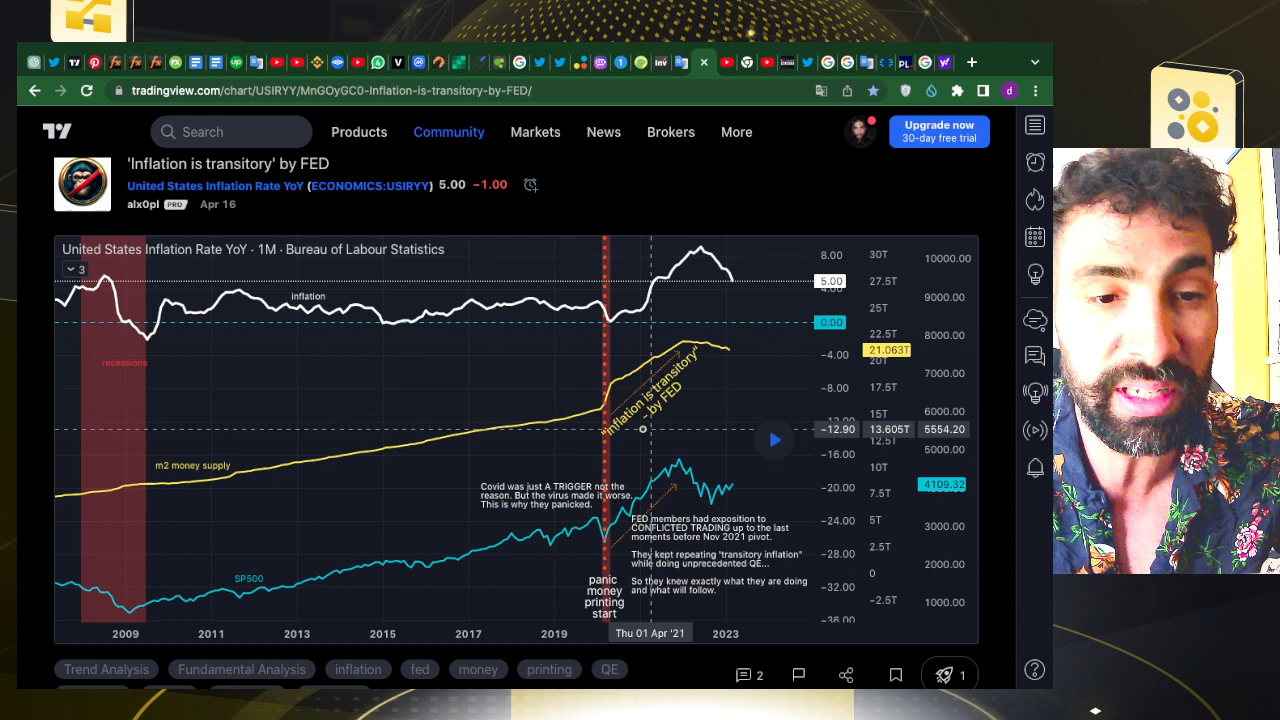 tradingview.com/chart/USIRYY/MnGOyGC0-Inflation-is-transitory-by-FED/
Search
Products
Community
Markets
News
Brokers
More
Upgrade now
30-day free trial
'Inflation is transitory' by FED
United States Inflation Rate YoY (ECONOMICS:USIRYY) 5.00 −1.00
alx0pl PRO Apr 16
United States Inflation Rate YoY · 1M · Bureau of Labour Statistics
3
inflation
recessions
m2 money supply
SP500
"inflation is transitory"
- by FED
Covid was just A TRIGGER not the
reason. But the virus made it worse.
This is why they panicked.
FED members had exposition to
CONFLICTED TRADING up to the last
moments before Nov 2021 pivot.
They kept repeating 'transitory inflation"
while doing unprecedented QE...
So they knew exactly what they are doing
and what will follow.
panic
money
printing
start
8.00
5.00
4.00
0.00
−4.00
−8.00
−12.00
−12.90
−16.00
−20.00
−24.00
−28.00
−32.00
−36.00
30T
27.5T
25T
22.5T
21.063T
20T
17.5T
15T
13.605T
12.5T
10T
7.5T
5T
2.5T
0
−2.5T
10000.00
9000.00
8000.00
7000.00
6000.00
5554.20
5000.00
4109.32
3000.00
2000.00
1000.00
2009
2011
2013
2015
2017
2019
Thu 01 Apr '21
2023
Trend Analysis
Fundamental Analysis
inflation
fed
money
printing
QE
2
1